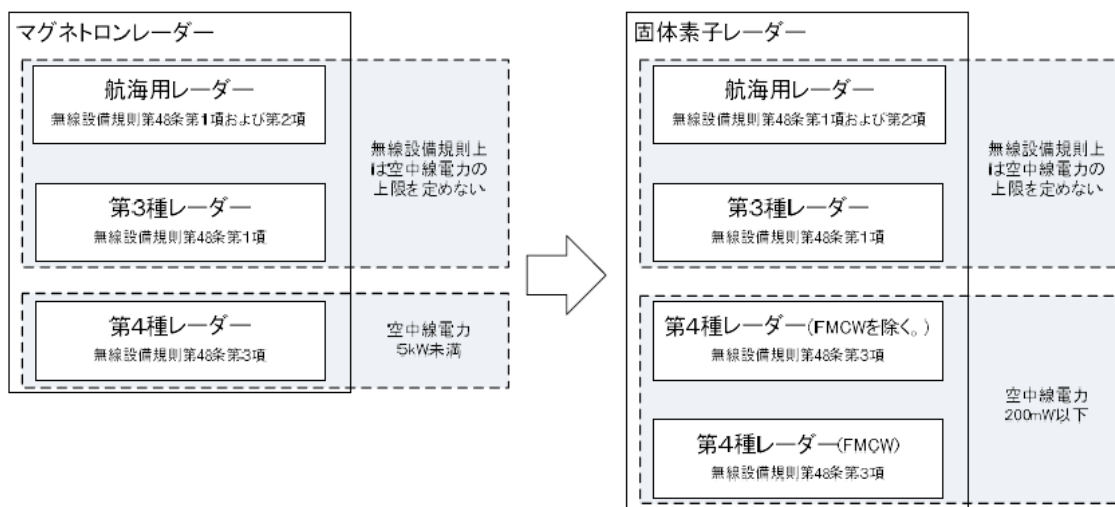 マグネトロンレーダー
航海用レーダー
無線設備規則第48条第1項および第2項
第3種レーダー
無線設備規則第48条第1項
無線設備規則上
は空中線電力の
上限を定めない
第4種レーダー
無線設備規則第48条第3項
空中線電力
5kW未満
固体素子レーダー
航海用レーダー
無線設備規則第48条第1項および第2項
第3種レーダー
無線設備規則第48条第1項
無線設備規則上
は空中線電力の
上限を定めない
第4種レーダー(FMCWを除く。)
無線設備規則第48条第3項
第4種レーダー(FMCW)
無線設備規則第48条第3項
空中線電力
200mW以下